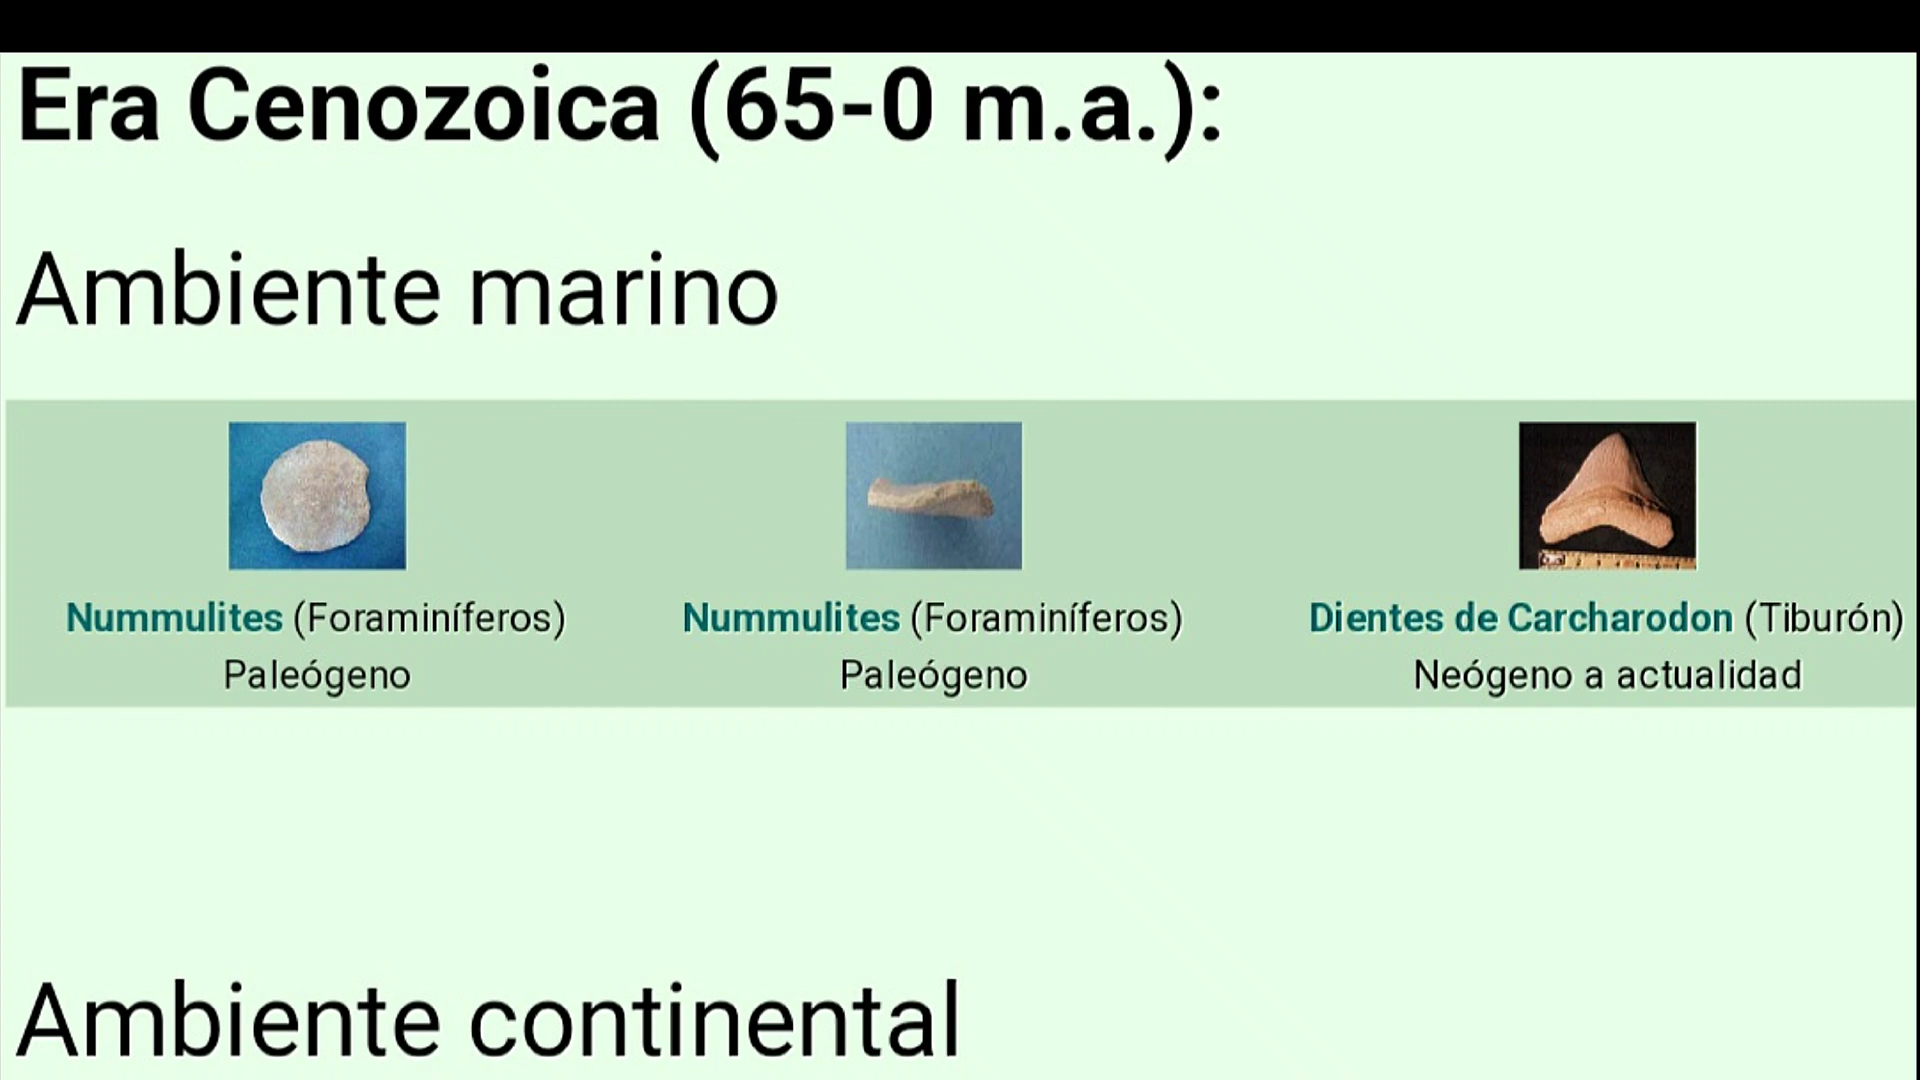 Era Cenozoica (65-0 m.a.):
Ambiente marino
Nummulites (Foraminíferos)
Paleógeno
Nummulites (Foraminíferos)
Paleógeno
Dientes de Carcharodon (Tiburón)
Neógeno a actualidad
Ambiente continental